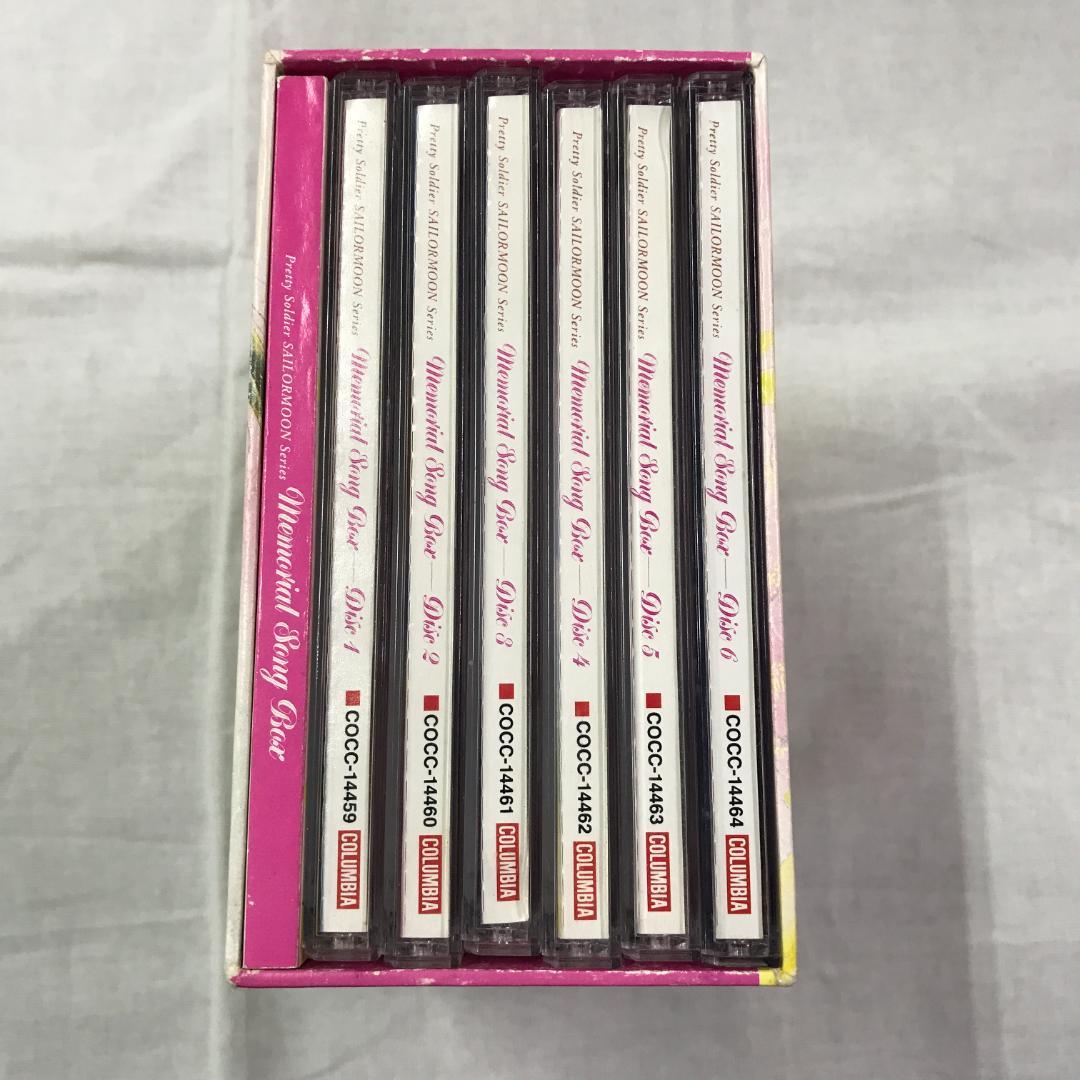 Pretty Soldier SAILORMOON Series Memorial Song Box
Pretty Soldier SAILORMOON Series Memorial Song Box — Disc 1 COCC-14459 COLUMBIA
Pretty Soldier SAILORMOON Series Memorial Song Box — Disc 2 COCC-14460 COLUMBIA
Pretty Soldier SAILORMOON Series Memorial Song Box — Disc 3 COCC-14461 COLUMBIA
Pretty Soldier SAILORMOON Series Memorial Song Box — Disc 4 COCC-14462 COLUMBIA
Pretty Soldier SAILORMOON Series Memorial Song Box — Disc 5 COCC-14463 COLUMBIA
Pretty Soldier SAILORMOON Series Memorial Song Box — Disc 6 COCC-14464 COLUMBIA